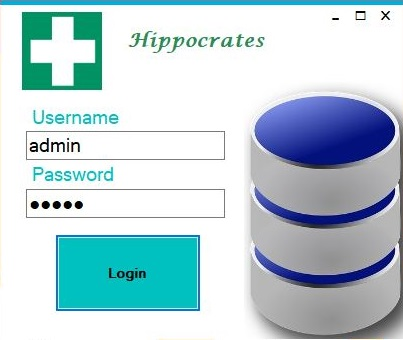 Hippocrates
Username
admin
Password
●●●●●
Login